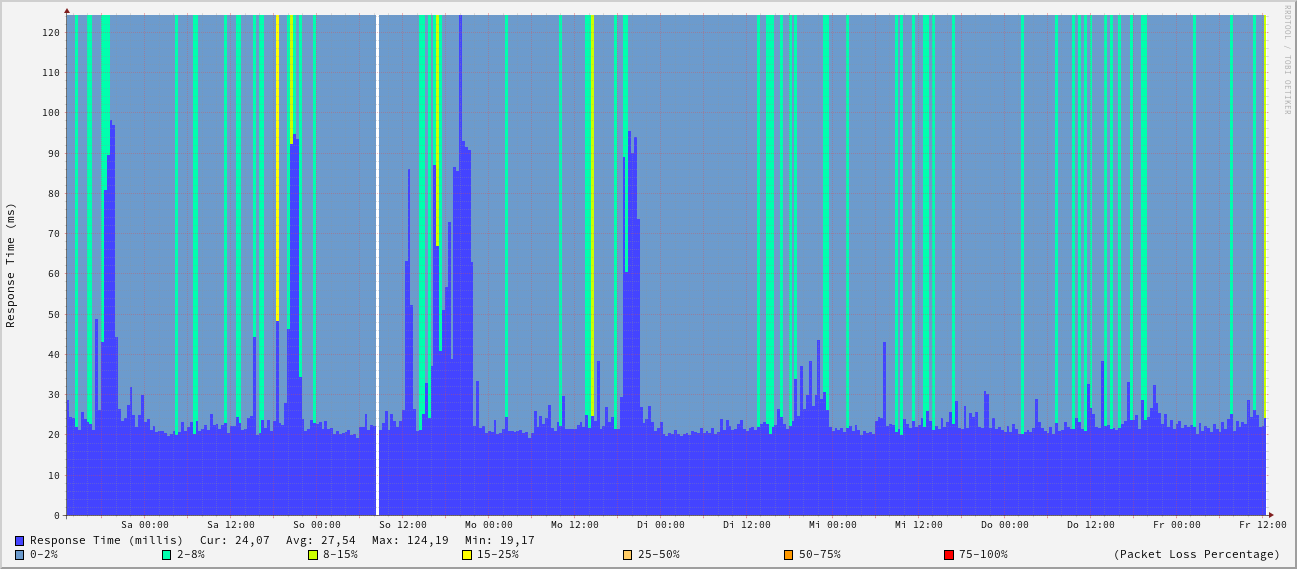 RRDTOOL / TOBI OETIKER
Response Time (ms)
120
110
100
90
80
70
60
50
40
30
20
10
0
Sa 00:00 Sa 12:00 So 00:00 So 12:00 Mo 00:00 Mo 12:00 Di 00:00 Di 12:00 Mi 00:00 Mi 12:00 Do 00:00 Do 12:00 Fr 00:00 Fr 12:00
Response Time (millis) Cur: 24,07 Avg: 27,54 Max: 124,19 Min: 19,17
0-2% 2-8% 8-15% 15-25% 25-50% 50-75% 75-100% (Packet Loss Percentage)